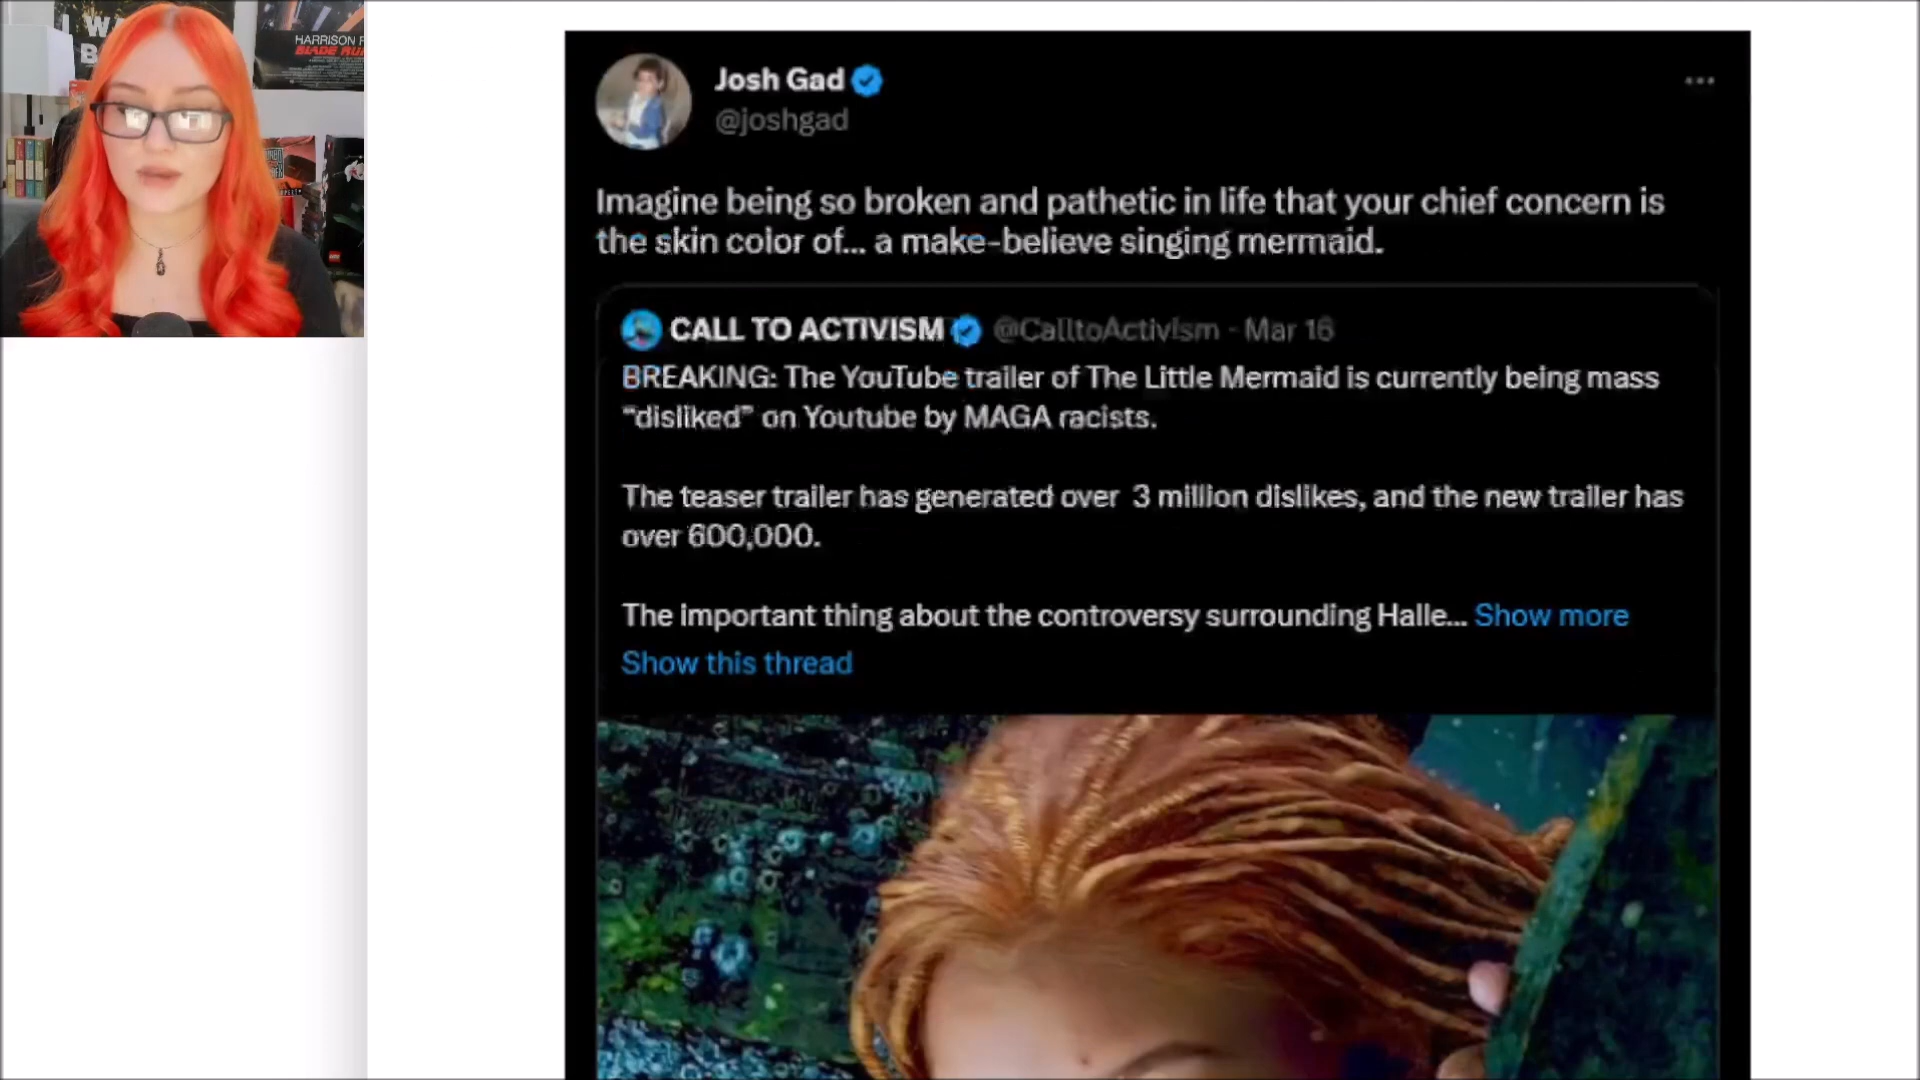 W
B
HARRISON F
BLADE RU
Josh Gad
@joshgad
Imagine being so broken and pathetic in life that your chief concern is
the skin color of... a make-believe singing mermaid.
CALL TO ACTIVISM @CalltoActivism · Mar 16
BREAKING: The YouTube trailer of The Little Mermaid is currently being mass
“disliked” on Youtube by MAGA racists.
The teaser trailer has generated over 3 million dislikes, and the new trailer has
over 600,000.
The important thing about the controversy surrounding Halle... Show more
Show this thread